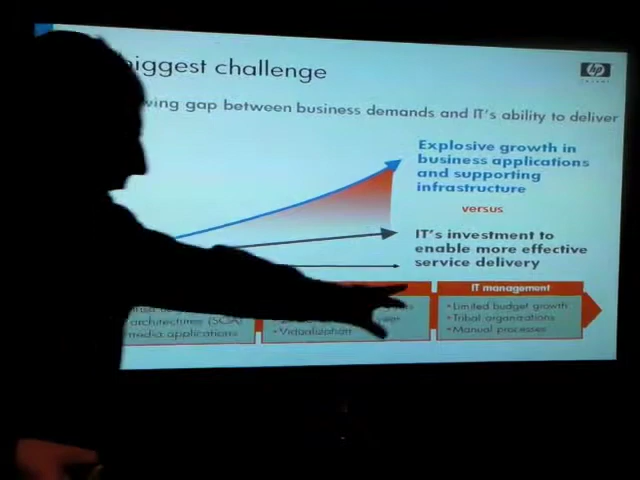 biggest challenge
hp
gap between business demands and IT's ability to deliver
Explosive growth in
business applications
and supporting
infrastructure
versus
IT's investment to
enable more effective
service delivery
IT management
architectures (SOA)
media applications
• Virtualization
• Limited budget growth
• Tribal organizations
• Manual processes